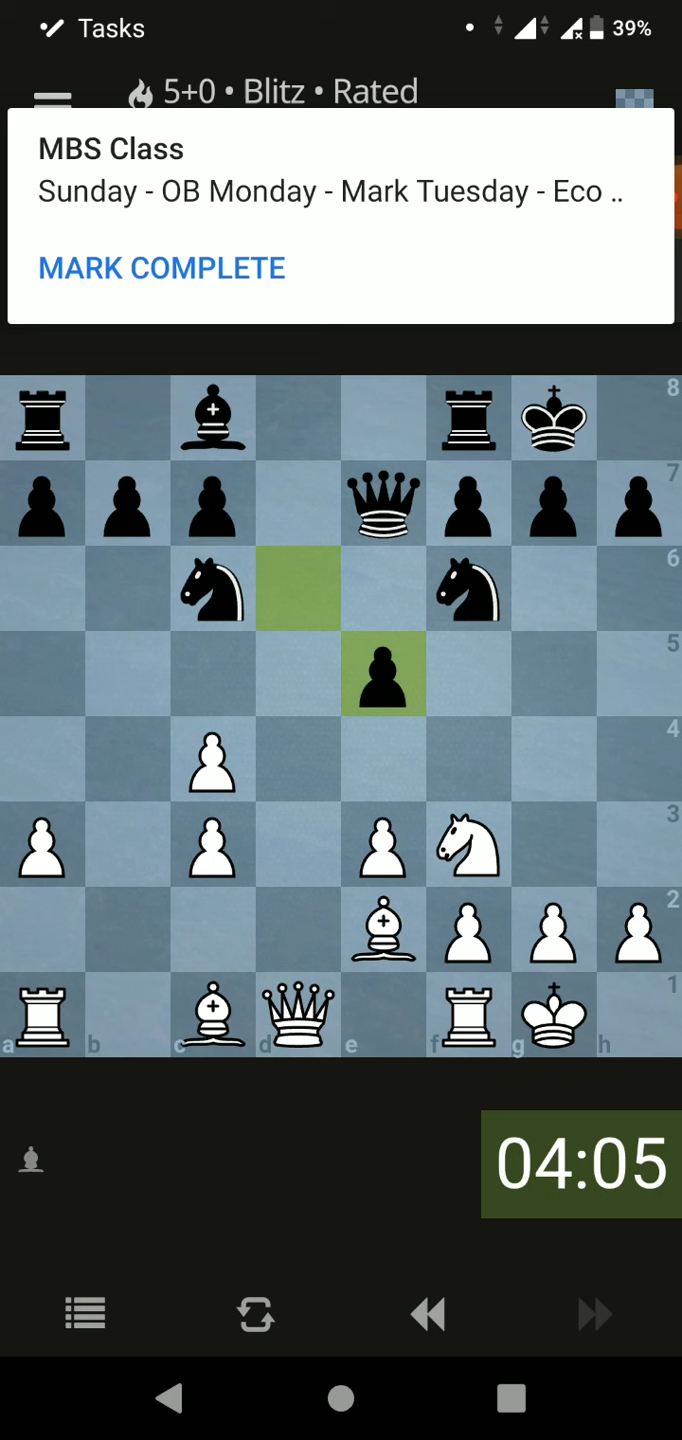 Tasks
39%
5+0 • Blitz • Rated
MBS Class
Sunday - OB Monday - Mark Tuesday - Eco ..
MARK COMPLETE
8
7
6
5
4
3
2
1
a b c d e f g h
04:05